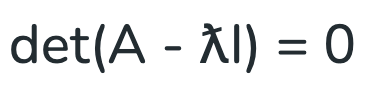 det(A - ƛI) = 0